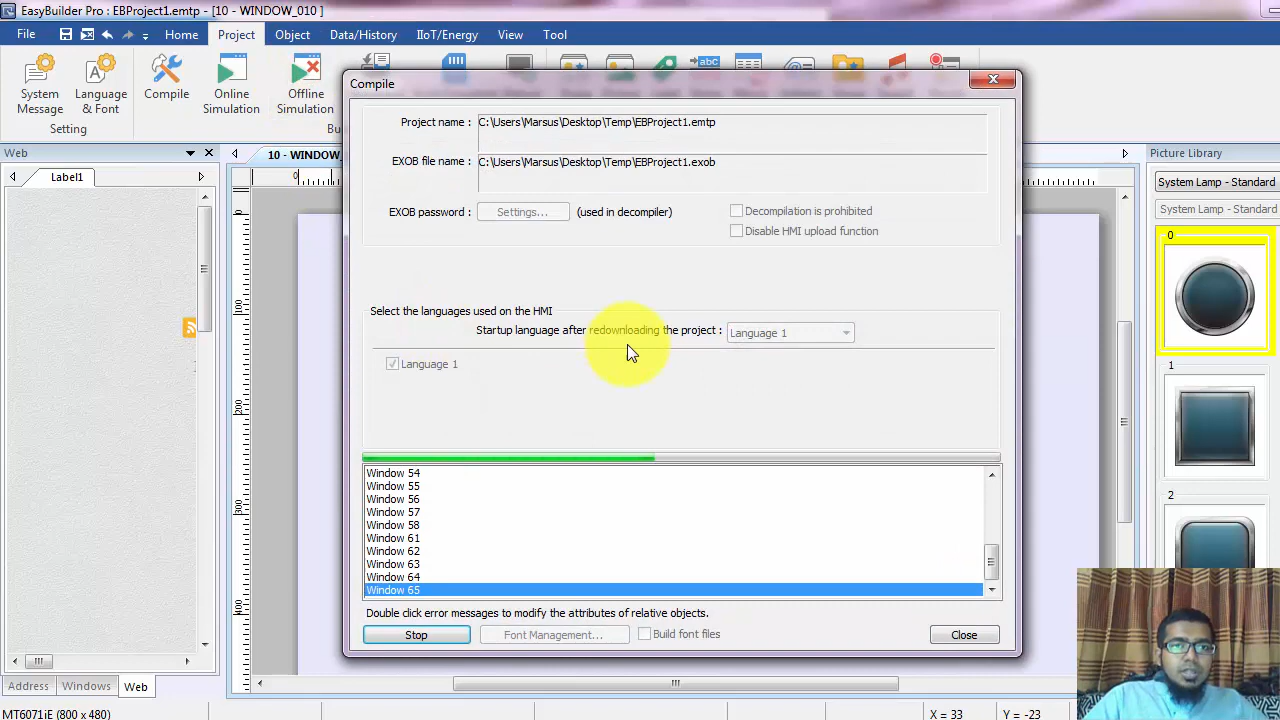 EasyBuilder Pro : EBProject1.emtp - [10 - WINDOW_010 ]
File Home Project Object Data/History IIoT/Energy View Tool
System Message
Language & Font
Compile
Online Simulation
Offline Simulation
Setting
Web
Label1
10 - WINDOW_
Picture Library
System Lamp - Standard
System Lamp - Standard
0
1
2
0
100
200
300
400
0
Compile
Project name : C:\Users\Marsus\Desktop\Temp\EBProject1.emtp
EXOB file name : C:\Users\Marsus\Desktop\Temp\EBProject1.exob
EXOB password : Settings... (used in decompiler) Decompilation is prohibited
Disable HMI upload function
Select the languages used on the HMI
Startup language after redownloading the project : Language 1
Language 1
Window 54
Window 55
Window 56
Window 57
Window 58
Window 61
Window 62
Window 63
Window 64
Window 65
Double click error messages to modify the attributes of relative objects.
Stop Font Management... Build font files Close
Address Windows Web
MT6071iE (800 x 480) X = 33 Y = -23